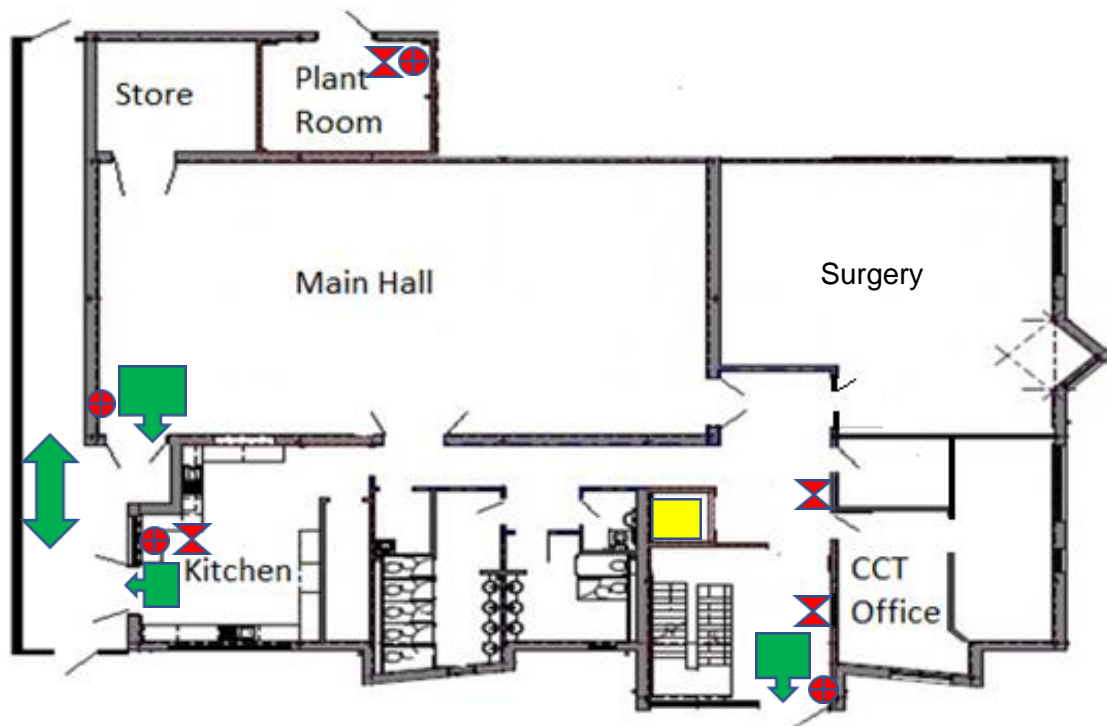 Store
Plant
Room
Main Hall
Surgery
Kitchen
CCT
Office